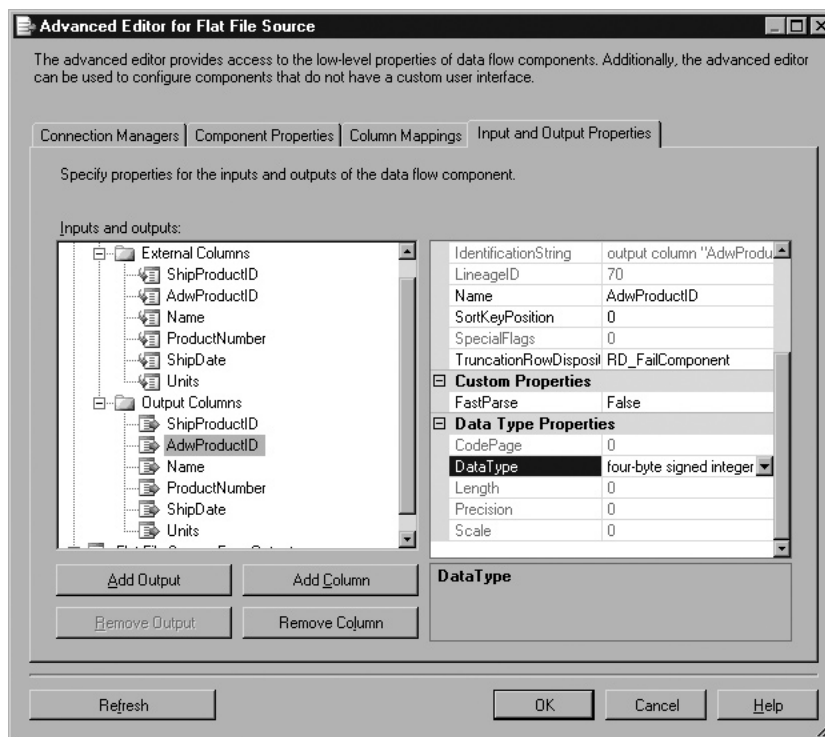 Advanced Editor for Flat File Source
The advanced editor provides access to the low-level properties of data flow components. Additionally, the advanced editor
can be used to configure components that do not have a custom user interface.
Connection Managers Component Properties Column Mappings Input and Output Properties
Specify properties for the inputs and outputs of the data flow component.
Inputs and outputs:
External Columns
ShipProductID
AdwProductID
Name
ProductNumber
ShipDate
Units
Output Columns
ShipProductID
AdwProductID
Name
ProductNumber
ShipDate
Units
IdentificationString output column "AdwProdu
LineageID 70
Name AdwProductID
SortKeyPosition 0
SpecialFlags 0
TruncationRowDisposit RD_FailComponent
Custom Properties
FastParse False
Data Type Properties
CodePage 0
DataType four-byte signed integer
Length 0
Precision 0
Scale 0
Add Output Add Column
Remove Output Remove Column
DataType
Refresh OK Cancel Help